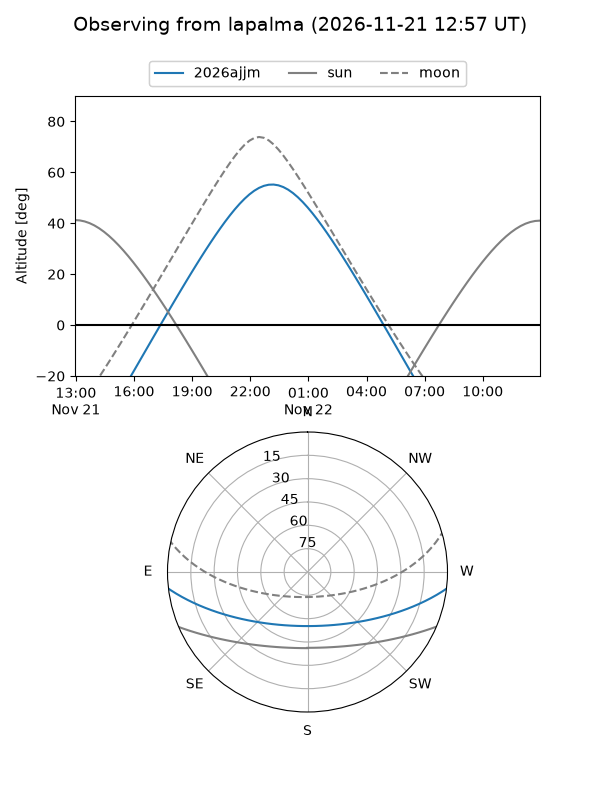 Observing from lapalma (2026-11-21 12:57 UT)
2026ajjm sun moon
Altitude [deg]
80
60
40
20
0
−20
13:00 16:00 19:00 22:00 01:00 04:00 07:00 10:00
Nov 21 Nov 22
N
NE NW
15
30
45
60
75
E W
SE SW
S